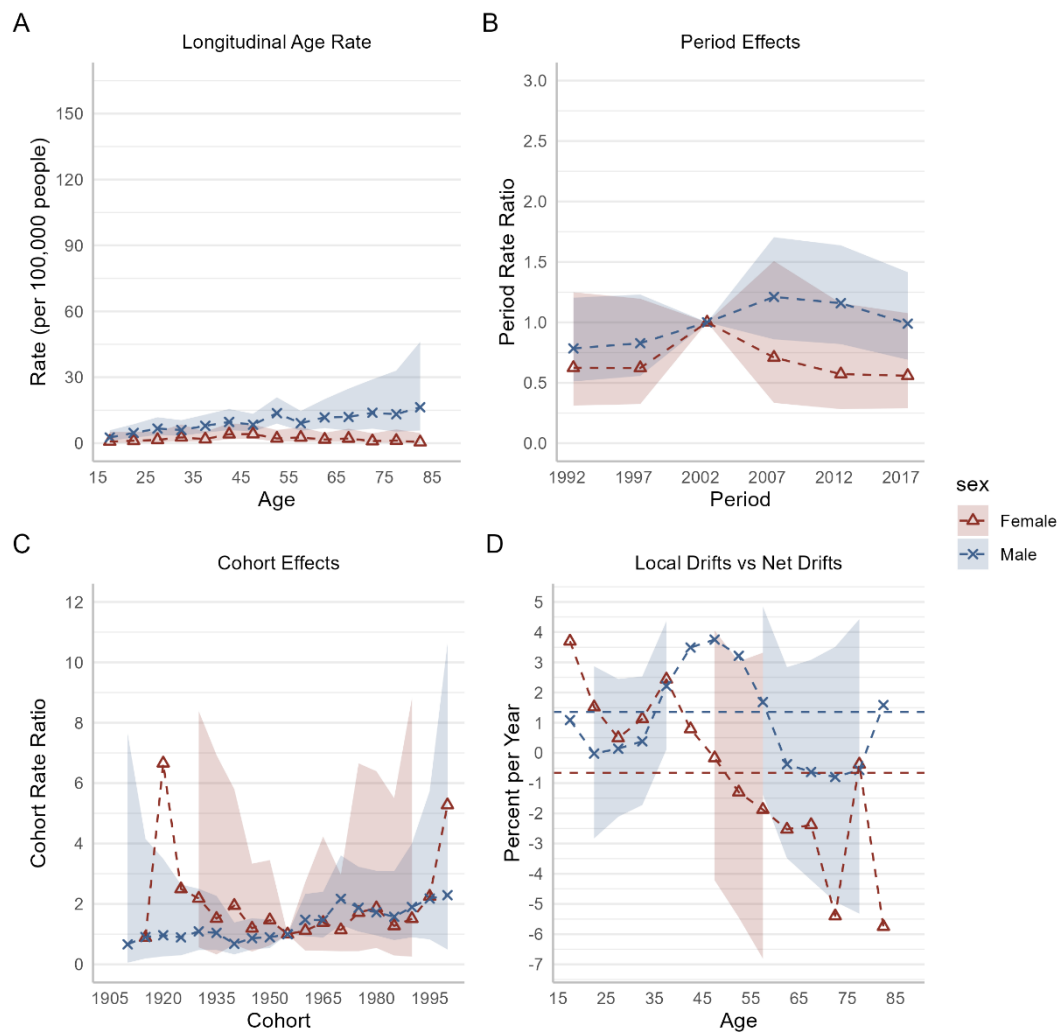 A
Longitudinal Age Rate
Rate (per 100,000 people)
150
120
90
60
30
0
15 25 35 45 55 65 75 85
Age
B
Period Effects
Period Rate Ratio
3.0
2.5
2.0
1.5
1.0
0.5
0.0
1992 1997 2002 2007 2012 2017
Period
sex
Female
Male
C
Cohort Effects
Cohort Rate Ratio
12
10
8
6
4
2
0
1905 1920 1935 1950 1965 1980 1995
Cohort
D
Local Drifts vs Net Drifts
Percent per Year
5
4
3
2
1
0
-1
-2
-3
-4
-5
-6
-7
15 25 35 45 55 65 75 85
Age